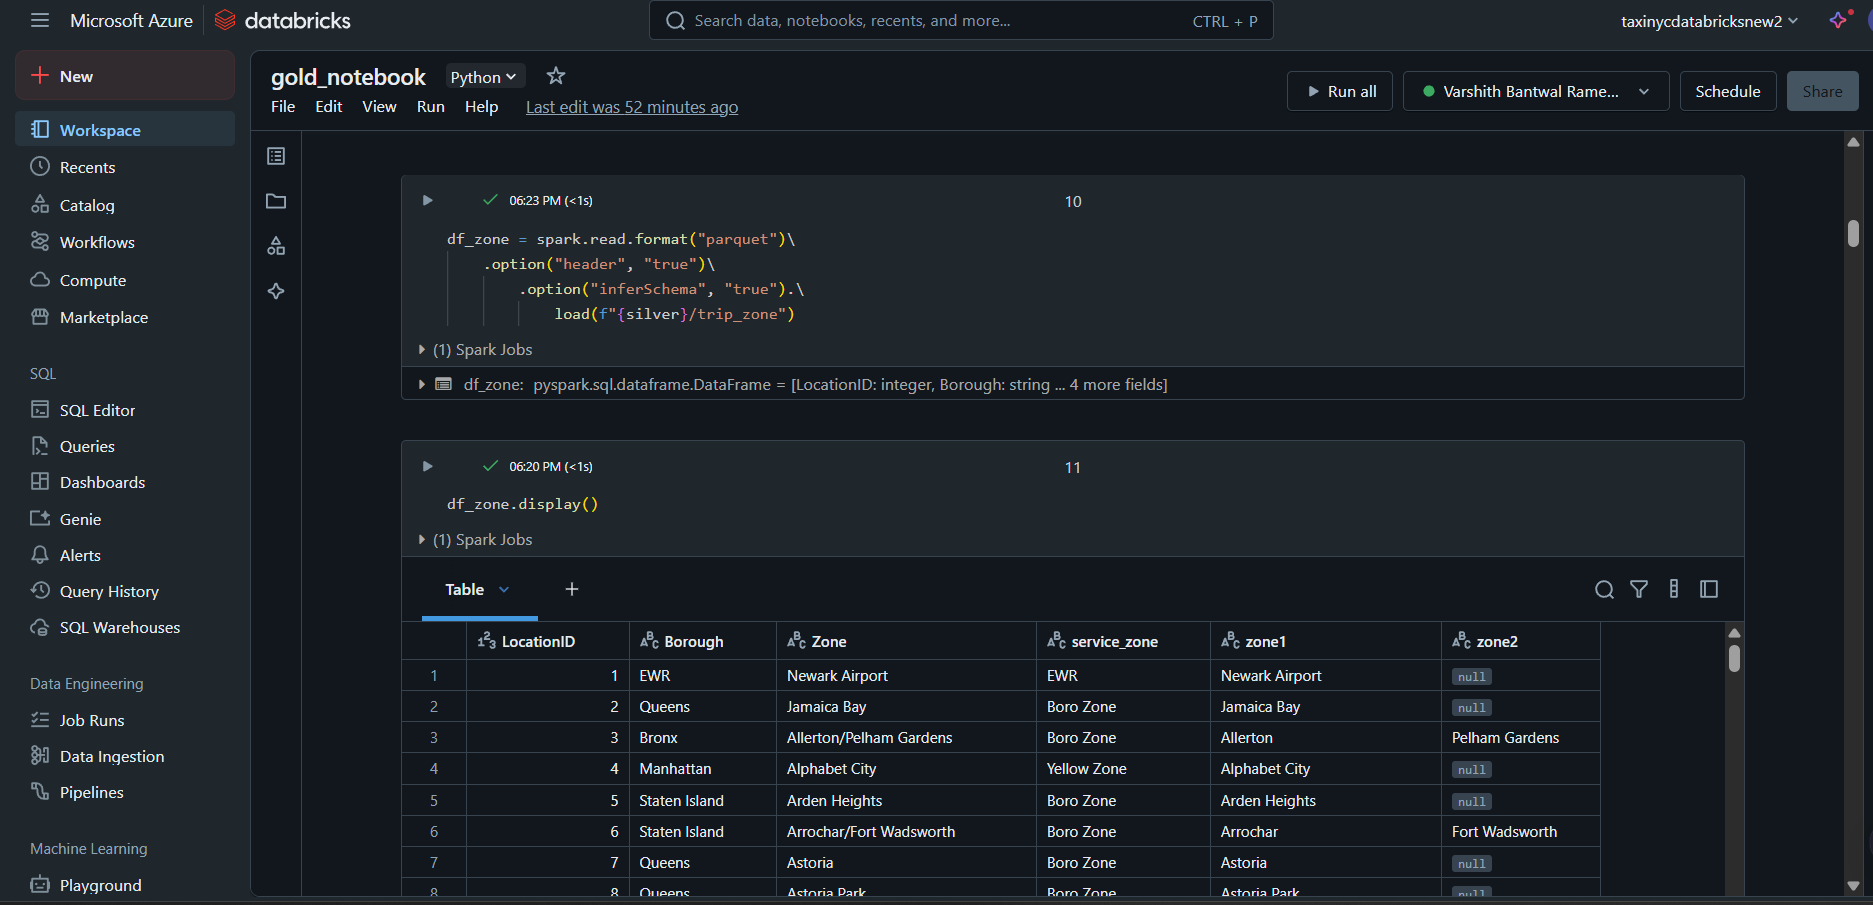 Microsoft Azure databricks
Search data, notebooks, recents, and more... CTRL + P
taxinycdatabricksnew2
New
Workspace
Recents
Catalog
Workflows
Compute
Marketplace
SQL
SQL Editor
Queries
Dashboards
Genie
Alerts
Query History
SQL Warehouses
Data Engineering
Job Runs
Data Ingestion
Pipelines
Machine Learning
Playground
gold_notebook Python
File Edit View Run Help Last edit was 52 minutes ago
Run all Varshith Bantwal Rame... Schedule Share
06:23 PM (<1s) 10
df_zone = spark.read.format("parquet")\
.option("header", "true")\
.option("inferSchema", "true").\
load(f"{silver}/trip_zone")
(1) Spark Jobs
df_zone: pyspark.sql.dataframe.DataFrame = [LocationID: integer, Borough: string ... 4 more fields]
06:20 PM (<1s) 11
df_zone.display()
(1) Spark Jobs
Table +
123 LocationID ABC Borough ABC Zone ABC service_zone ABC zone1 ABC zone2
1 1 EWR Newark Airport EWR Newark Airport null
2 2 Queens Jamaica Bay Boro Zone Jamaica Bay null
3 3 Bronx Allerton/Pelham Gardens Boro Zone Allerton Pelham Gardens
4 4 Manhattan Alphabet City Yellow Zone Alphabet City null
5 5 Staten Island Arden Heights Boro Zone Arden Heights null
6 6 Staten Island Arrochar/Fort Wadsworth Boro Zone Arrochar Fort Wadsworth
7 7 Queens Astoria Boro Zone Astoria null
8 8 Queens Astoria Park Boro Zone Astoria Park null